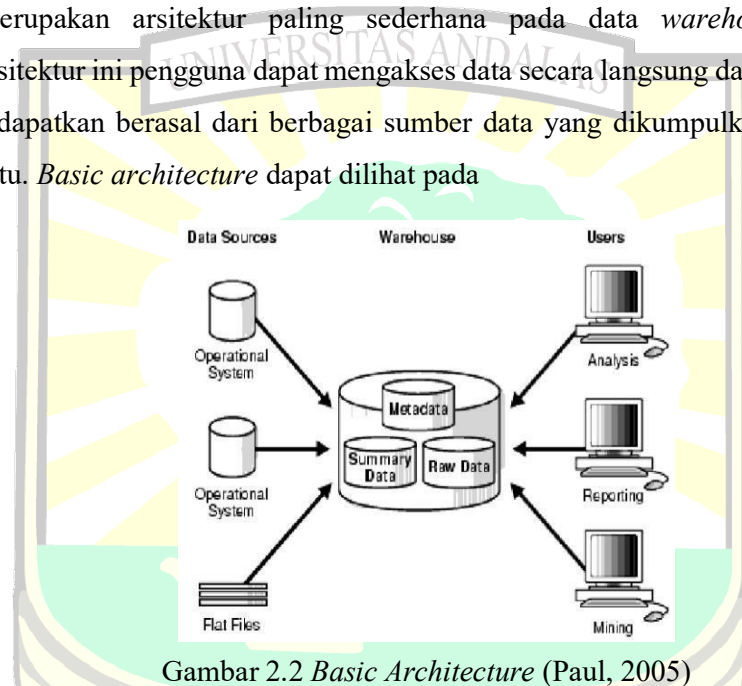 erupakan arsitektur paling sederhana pada data wareho
UNIVERSITAS ANDALAS
sitektur ini pengguna dapat mengakses data secara langsung da
dapatkan berasal dari berbagai sumber data yang dikumpulk
tu. Basic architecture dapat dilihat pada
Data Sources Warehouse Users
Operational
System
Analysis
Metadata
Summary
Data
Raw Data
Operational
System
Reporting
Flat Files
Mining
Gambar 2.2 Basic Architecture (Paul, 2005)